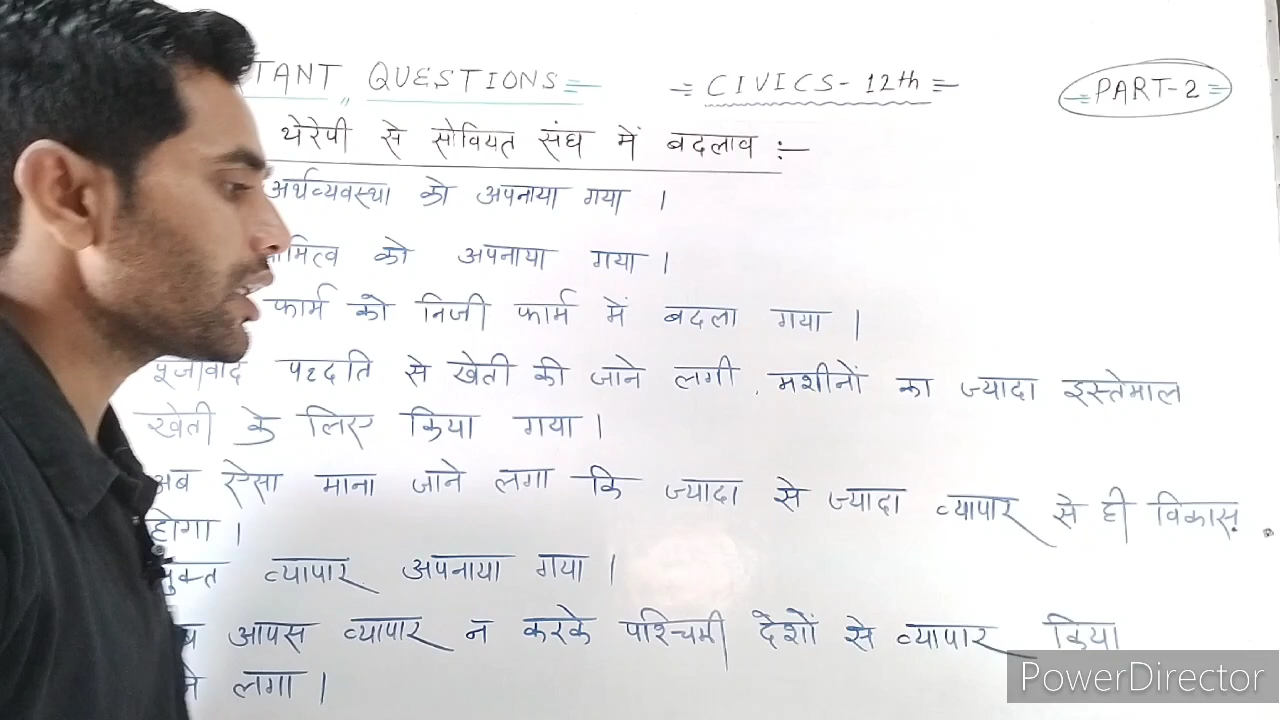 TANT QUESTIONS = = CIVICS - 12th = = PART-2 =
थेरेपी से सोवियत संघ में बदलाव :-
अर्थव्यवस्था को अपनाया गया ।
को अपनाया गया ।
फार्म को निजी फार्म में बदला गया ।
पूंजीवाद पद्दति से खेती की जाने लगी, मशीनों का ज्यादा इस्तेमाल
खेती के लिए किया गया ।
अब ऐसा माना जाने लगा कि ज्यादा से ज्यादा व्यापार से ही विकास
होगा ।
मुक्त व्यापार अपनाया गया ।
आपस व्यापार न करके पश्चिमी देशों से व्यापार किया
लगा ।
PowerDirector